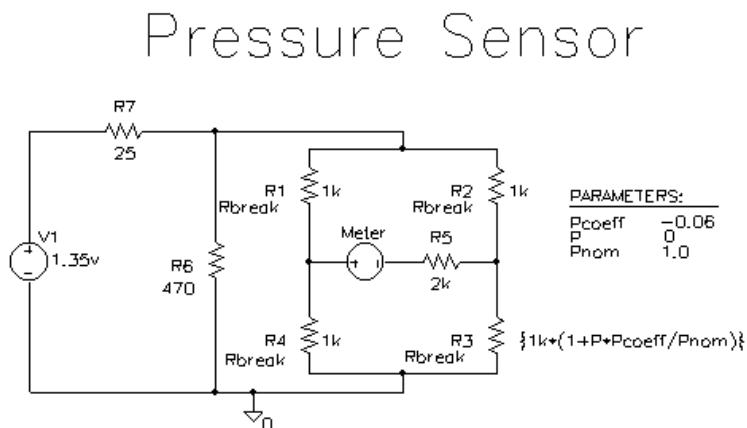 Pressure Sensor
R7
25
R1 1k
Rbreak
R2 1k
Rbreak
PARAMETERS:
Pcoeff -0.06
P 0
Pnom 1.0
V1
1.35v
Meter
R5
2k
R6
470
R4 1k
Rbreak
R3 {1k*(1+P*Pcoeff/Pnom)}
Rbreak
+
-
+
0